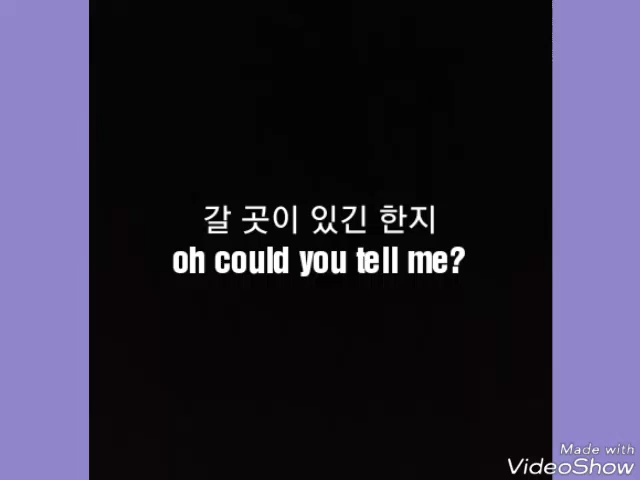 갈 곳이 있긴 한지
oh could you tell me?
Made with
VideoShow